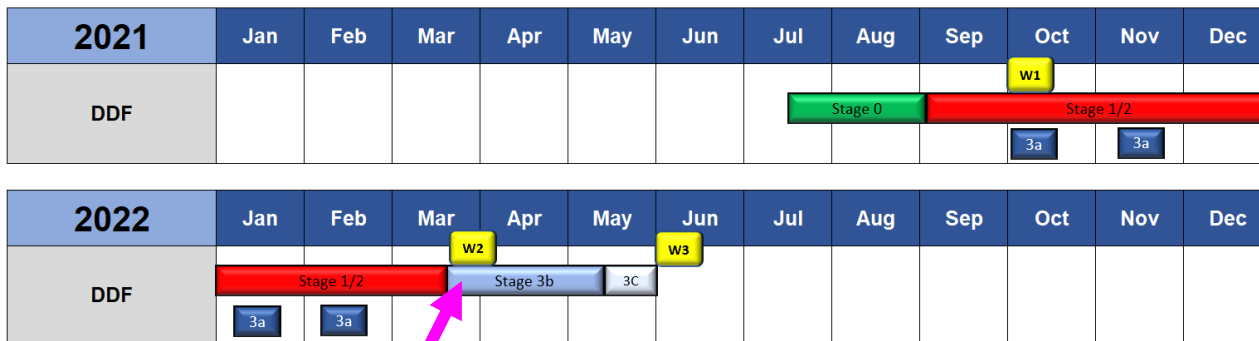 2021 Jan Feb Mar Apr May Jun Jul Aug Sep Oct Nov Dec
W1
DDF Stage 0 Stage 1/2
3a 3a
2022 Jan Feb Mar Apr May Jun Jul Aug Sep Oct Nov Dec
W2 W3
DDF Stage 1/2 Stage 3b 3C
3a 3a